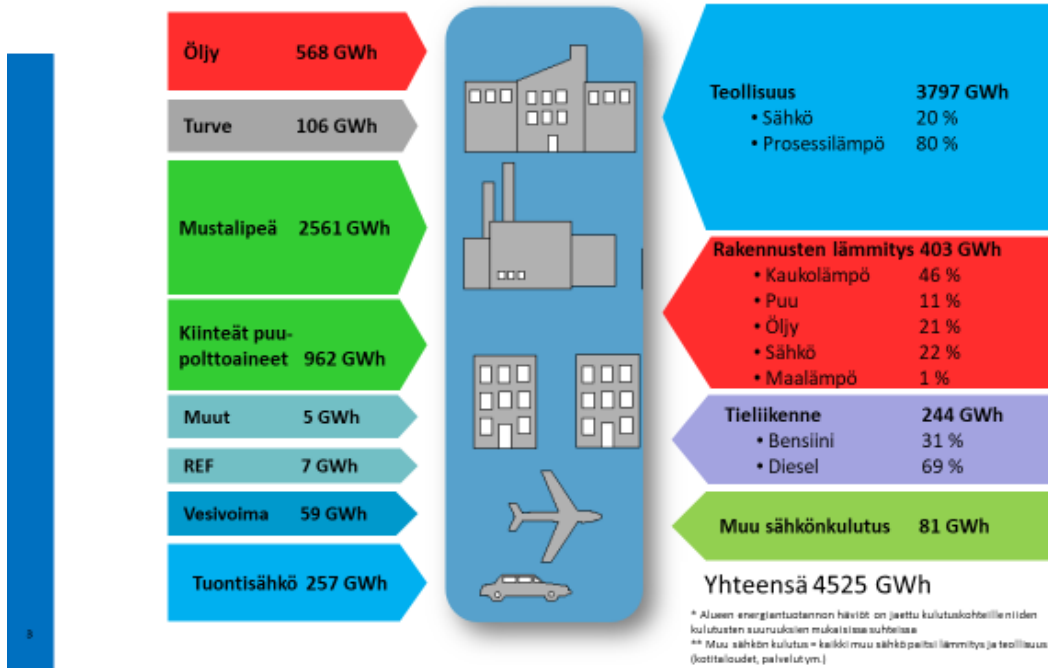 Öljy 568 GWh
Turve 106 GWh
Mustalipeä 2561 GWh
Kiinteät puu-
polttoaineet 962 GWh
Muut 5 GWh
REF 7 GWh
Vesivoima 59 GWh
Tuontisähkö 257 GWh
Teollisuus 3797 GWh
• Sähkö 20 %
• Prosessilämpö 80 %
Rakennusten lämmitys 403 GWh
• Kaukolämpö 46 %
• Puu 11 %
• Öljy 21 %
• Sähkö 22 %
• Maalämpö 1 %
Tieliikenne 244 GWh
• Bensiini 31 %
• Diesel 69 %
Muu sähkönkulutus 81 GWh
Yhteensä 4525 GWh
* Alueen energiantuotannon häviöt on jaettu kulutuskohteille niiden
kulutusten suuruuksien mukaisissa suhteissa
** Muu sähkön kulutus = kaikki muu sähkö paitsi lämmitys ja teollisuus
(kotitaloudet, palvelut ym.)
3